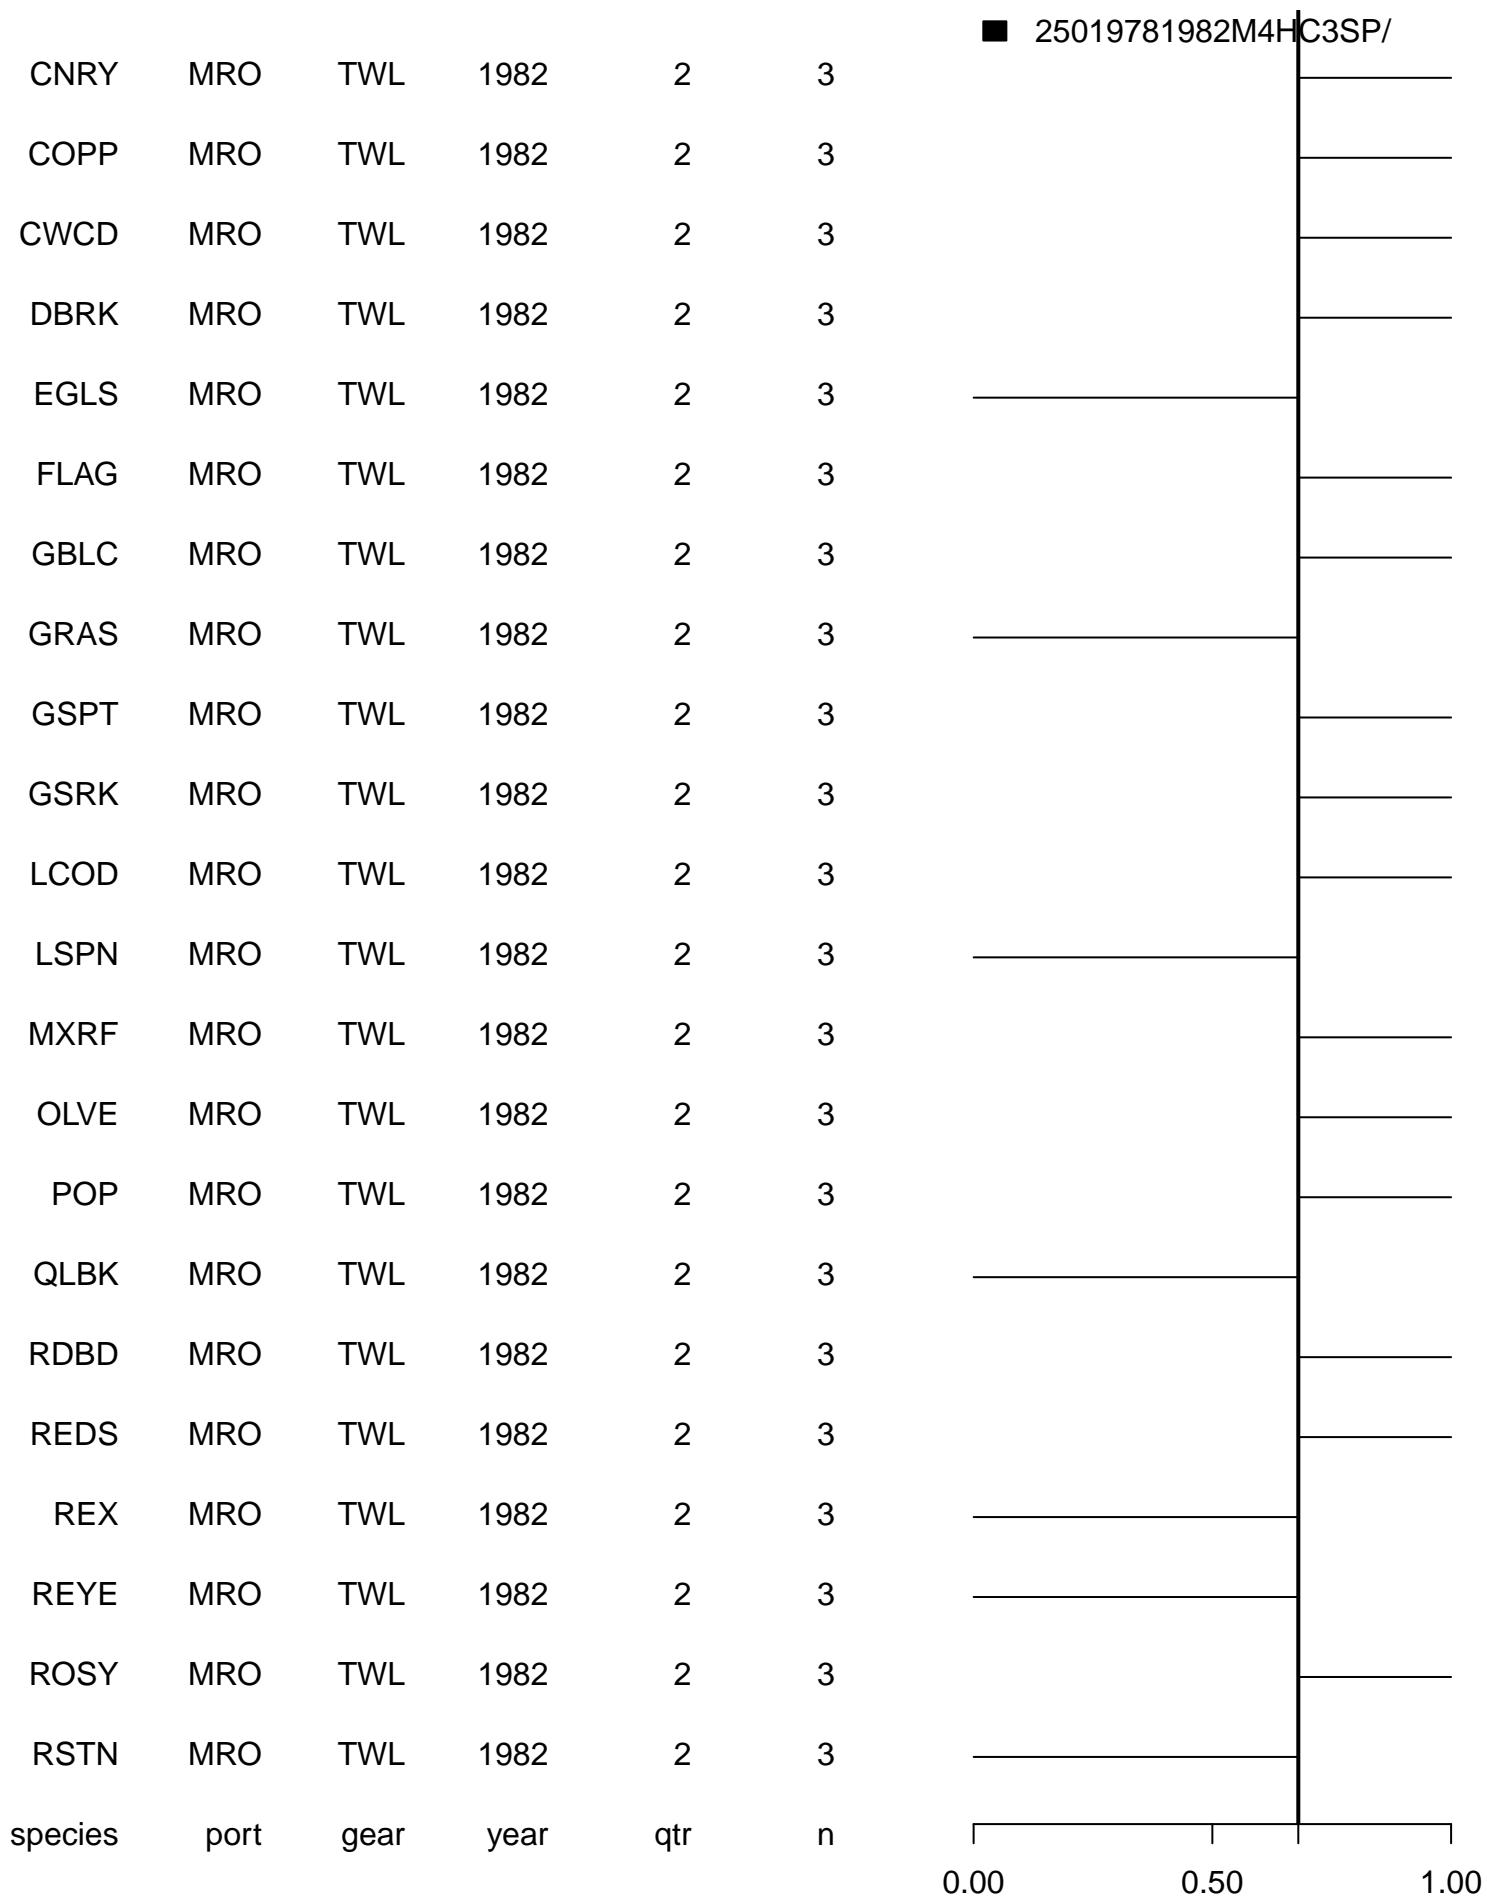 25019781982M4HC3SP/
CNRY MRO TWL 1982 2 3
COPP MRO TWL 1982 2 3
CWCD MRO TWL 1982 2 3
DBRK MRO TWL 1982 2 3
EGLS MRO TWL 1982 2 3
FLAG MRO TWL 1982 2 3
GBLC MRO TWL 1982 2 3
GRAS MRO TWL 1982 2 3
GSPT MRO TWL 1982 2 3
GSRK MRO TWL 1982 2 3
LCOD MRO TWL 1982 2 3
LSPN MRO TWL 1982 2 3
MXRF MRO TWL 1982 2 3
OLVE MRO TWL 1982 2 3
POP MRO TWL 1982 2 3
QLBK MRO TWL 1982 2 3
RDBD MRO TWL 1982 2 3
REDS MRO TWL 1982 2 3
REX MRO TWL 1982 2 3
REYE MRO TWL 1982 2 3
ROSY MRO TWL 1982 2 3
RSTN MRO TWL 1982 2 3
species port gear year qtr n
0.00 0.50 1.00